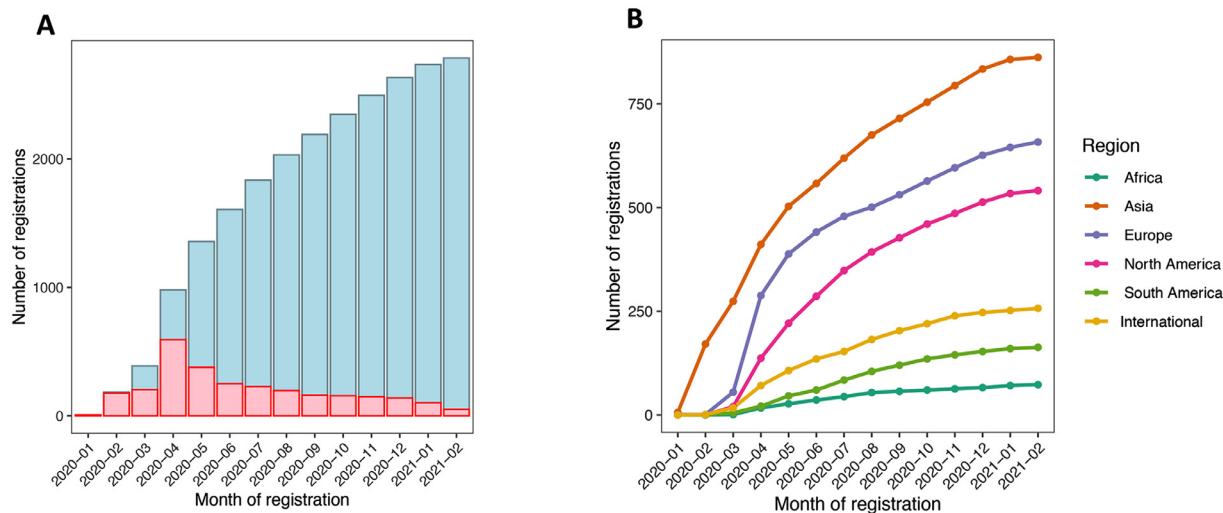 A
Number of registrations
2000
1000
0
2020–01
2020–02
2020–03
2020–04
2020–05
2020–06
2020–07
2020–08
2020–09
2020–10
2020–11
2020–12
2021–01
2021–02
Month of registration
B
Number of registrations
750
500
250
0
2020–01
2020–02
2020–03
2020–04
2020–05
2020–06
2020–07
2020–08
2020–09
2020–10
2020–11
2020–12
2021–01
2021–02
Month of registration
Region
Africa
Asia
Europe
North America
South America
International